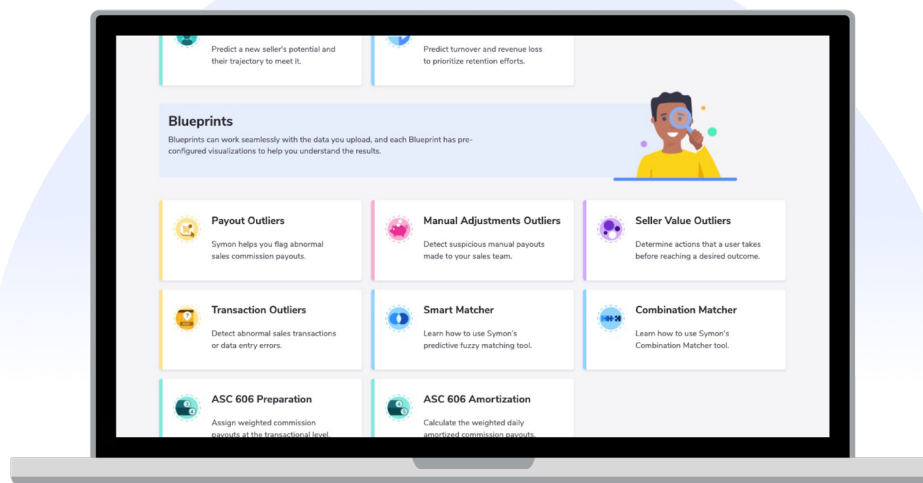 Predict a new seller's potential and
their trajectory to meet it.
Predict turnover and revenue loss
to prioritize retention efforts.
Blueprints
Blueprints can work seamlessly with the data you upload, and each Blueprint has pre-
configured visualizations to help you understand the results.
Payout Outliers
Symon helps you flag abnormal
sales commission payouts.
Manual Adjustments Outliers
Detect suspicious manual payouts
made to your sales team.
Seller Value Outliers
Determine actions that a user takes
before reaching a desired outcome.
Transaction Outliers
Detect abnormal sales transactions
or data entry errors.
Smart Matcher
Learn how to use Symon's
predictive fuzzy matching tool.
Combination Matcher
Learn how to use Symon's
Combination Matcher tool.
ASC 606 Preparation
Assign weighted commission
payouts at the transactional level.
ASC 606 Amortization
Calculate the weighted daily
amortized commission payouts.